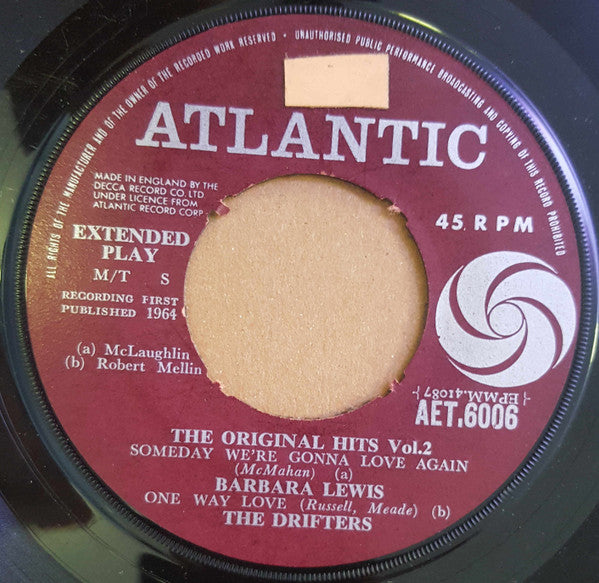 ALL RIGHTS OF THE MANUFACTURER AND OF THE OWNER OF THE RECORDED WORK RESERVED • UNAUTHORISED PUBLIC PERFORMANCE BROADCASTING AND COPYING OF THIS RECORD PROHIBITED
ATLANTIC
MADE IN ENGLAND BY THE
DECCA RECORD CO. LTD
UNDER LICENCE FROM
ATLANTIC RECORD CORP.
45. R P M
EXTENDED
PLAY
M/T S
RECORDING FIRST
PUBLISHED 1964
(a) McLaughlin
(b) Robert Mellin
EPMM.41087
AET.6006
THE ORIGINAL HITS Vol.2
SOMEDAY WE'RE GONNA LOVE AGAIN
(McMahan) (a)
BARBARA LEWIS
ONE WAY LOVE (Russell, Meade) (b)
THE DRIFTERS